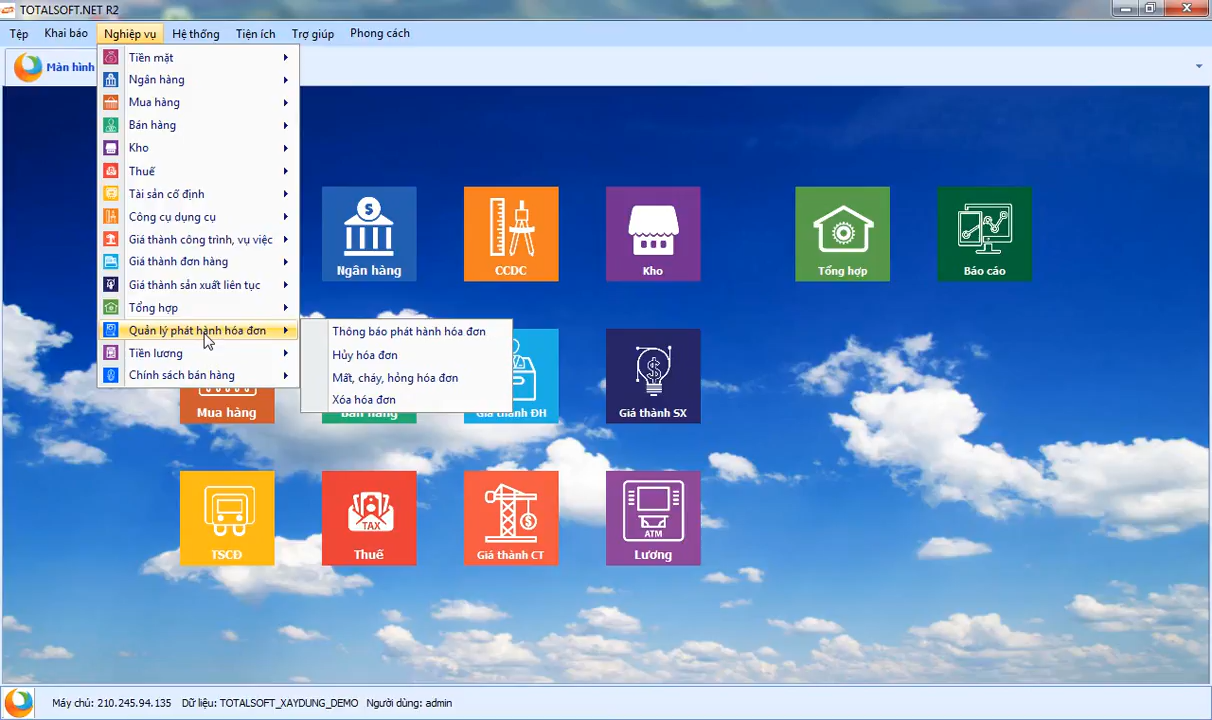 TOTALSOFT.NET R2
Tệp Khai báo Nghiệp vụ Hệ thống Tiện ích Trợ giúp Phong cách
Màn hình
Tiền mặt
Ngân hàng
Mua hàng
Bán hàng
Kho
Thuế
Tài sản cố định
Công cụ dụng cụ
Giá thành công trình, vụ việc
Giá thành đơn hàng
Giá thành sản xuất liên tục
Tổng hợp
Quản lý phát hành hóa đơn
Tiền lương
Chính sách bán hàng
Thông báo phát hành hóa đơn
Hủy hóa đơn
Mất, cháy, hỏng hóa đơn
Xóa hóa đơn
Ngân hàng CCDC Kho Tổng hợp Báo cáo
Mua hàng Bán hàng Giá thành ĐH Giá thành SX
TAX ATM
TSCĐ Thuế Giá thành CT Lương
Máy chủ: 210.245.94.135 Dữ liệu: TOTALSOFT_XAYDUNG_DEMO Người dùng: admin